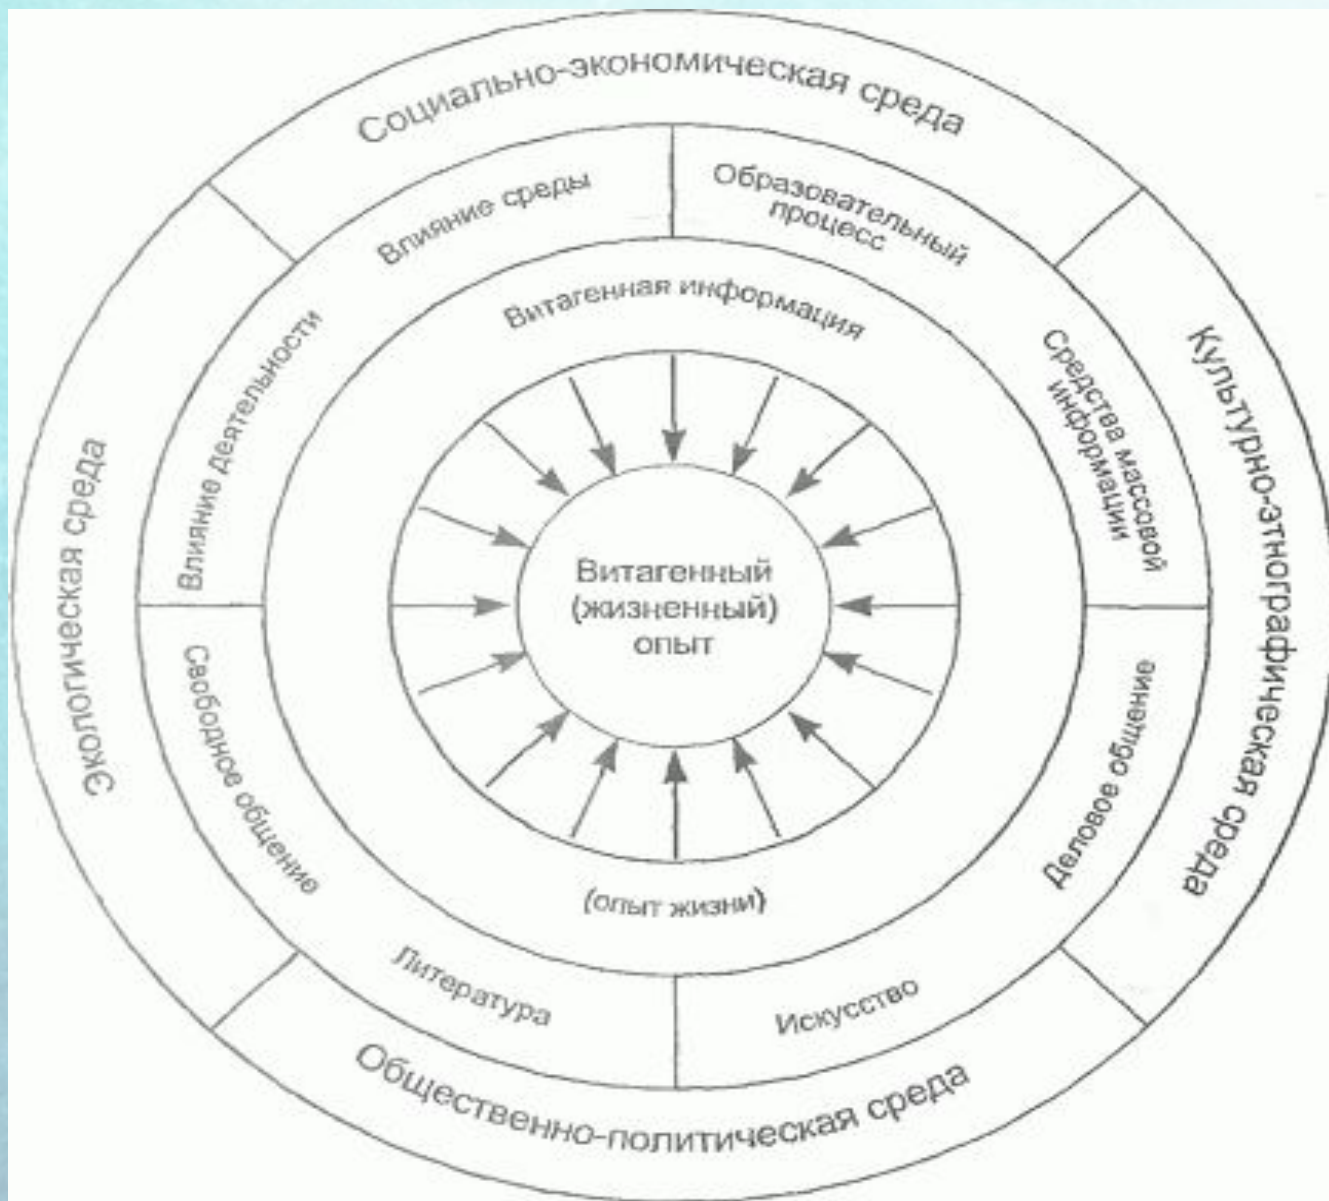 Социально-экономическая среда
Культурно-этнографическая среда
Общественно-политическая среда
Экологическая среда
Влияние среды
Образовательный
процесс
Средства массовой
информации
Деловое общение
Искусство
Литература
Свободное общение
Влияние деятельности
Витагенная информация
(опыт жизни)
Витагенный
(жизненный)
опыт